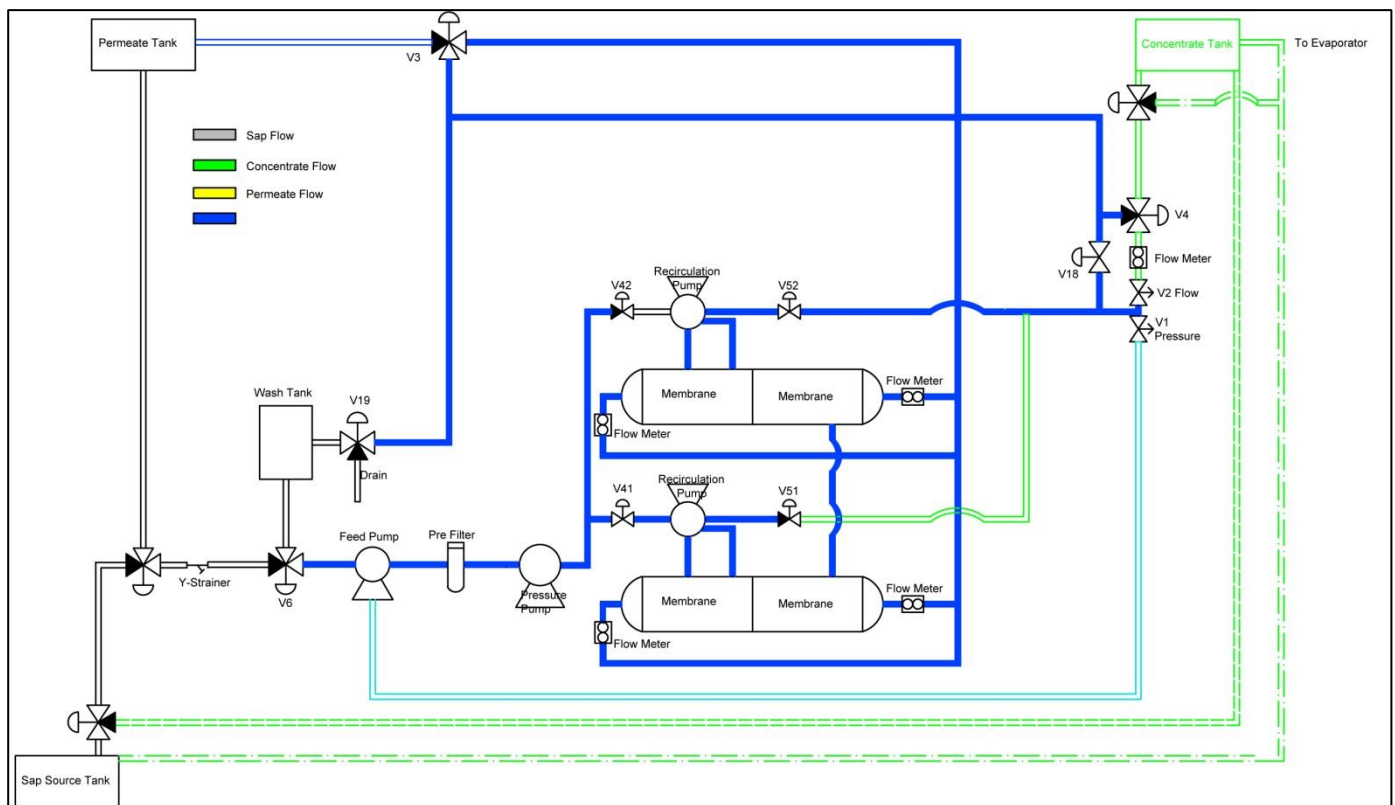 Permeate Tank
V3
Concentrate Tank
To Evaporator
Sap Flow
Concentrate Flow
Permeate Flow
V4
Flow Meter
V18
V2 Flow
V1
Pressure
Recirculation
Pump
V42
V52
Membrane
Membrane
Flow Meter
Flow Meter
Wash Tank
V19
Drain
Recirculation
Pump
V41
V51
Feed Pump
Pre Filter
Pressure
Pump
Y-Strainer
V6
Membrane
Membrane
Flow Meter
Flow Meter
Sap Source Tank